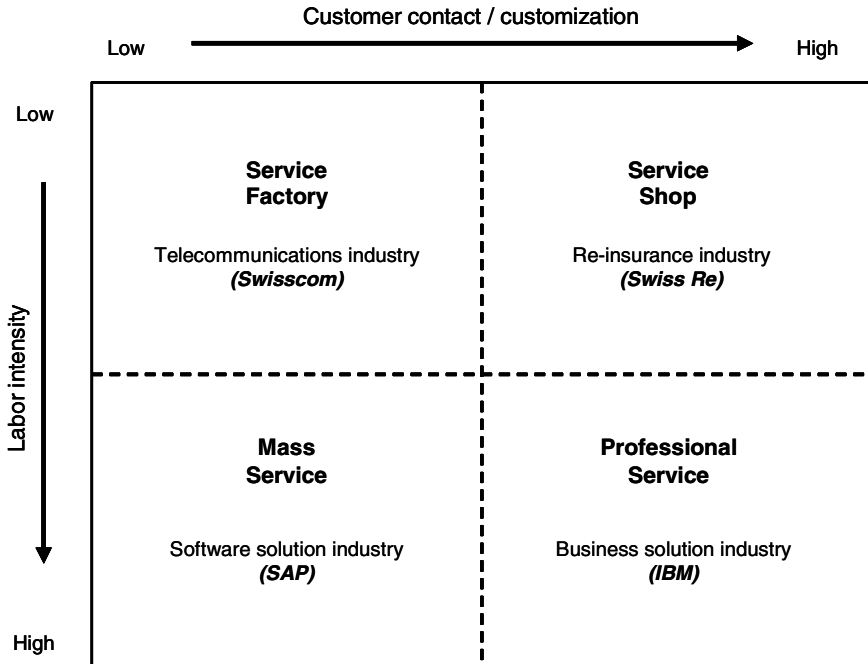 Customer contact / customization
Low
High
Low
Service
Factory
Service
Shop
Telecommunications industry
(Swisscom)
Re-insurance industry
(Swiss Re)
Labor intensity
Mass
Service
Professional
Service
Software solution industry
(SAP)
Business solution industry
(IBM)
High